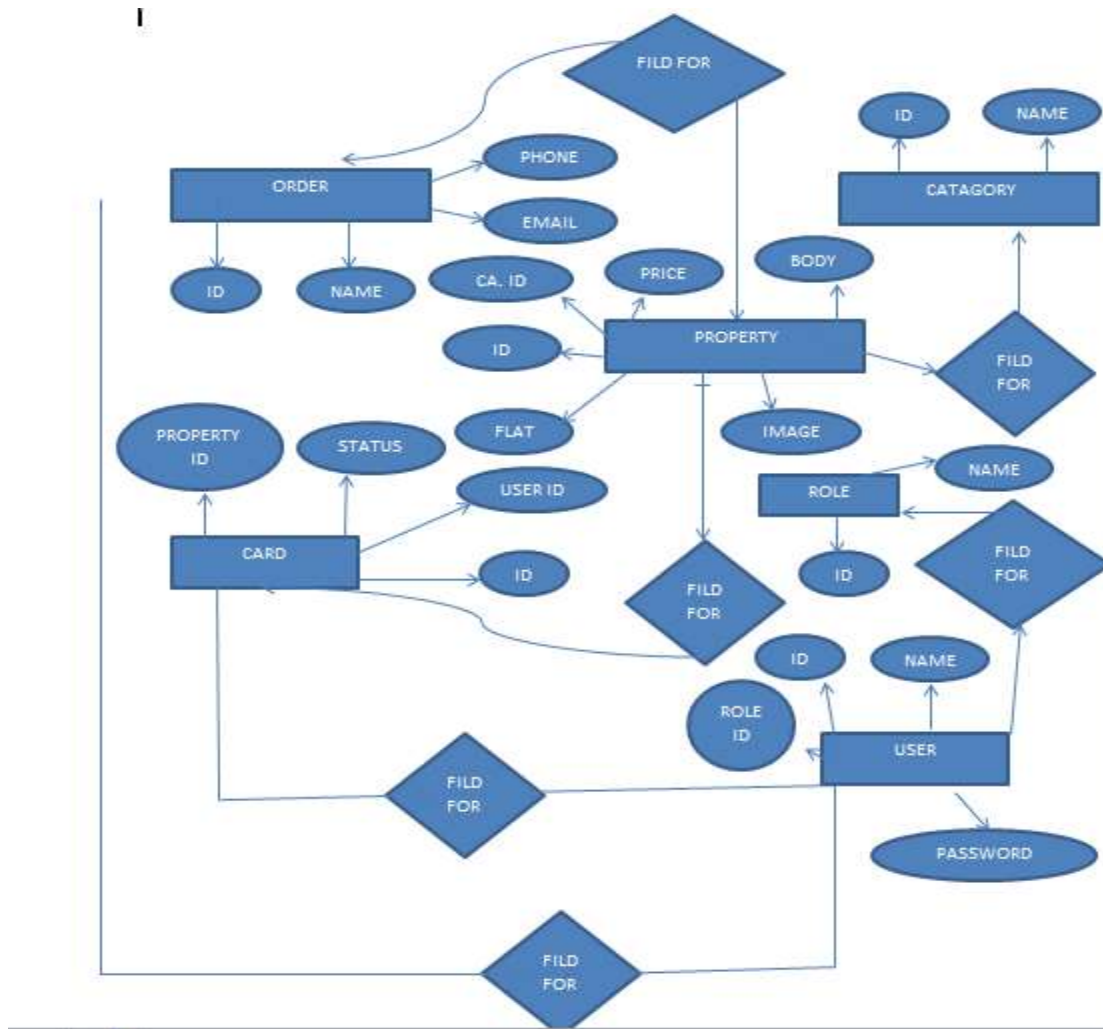 I
FILD FOR
ID
NAME
PHONE
ORDER
CATAGORY
EMAIL
BODY
PRICE
CA. ID
ID
NAME
PROPERTY
ID
FILD
FOR
PROPERTY
ID
STATUS
FLAT
IMAGE
NAME
USER ID
ROLE
CARD
FILD
FOR
ID
ID
FILD
FOR
ID
NAME
ROLE
ID
USER
FILD
FOR
PASSWORD
FILD
FOR